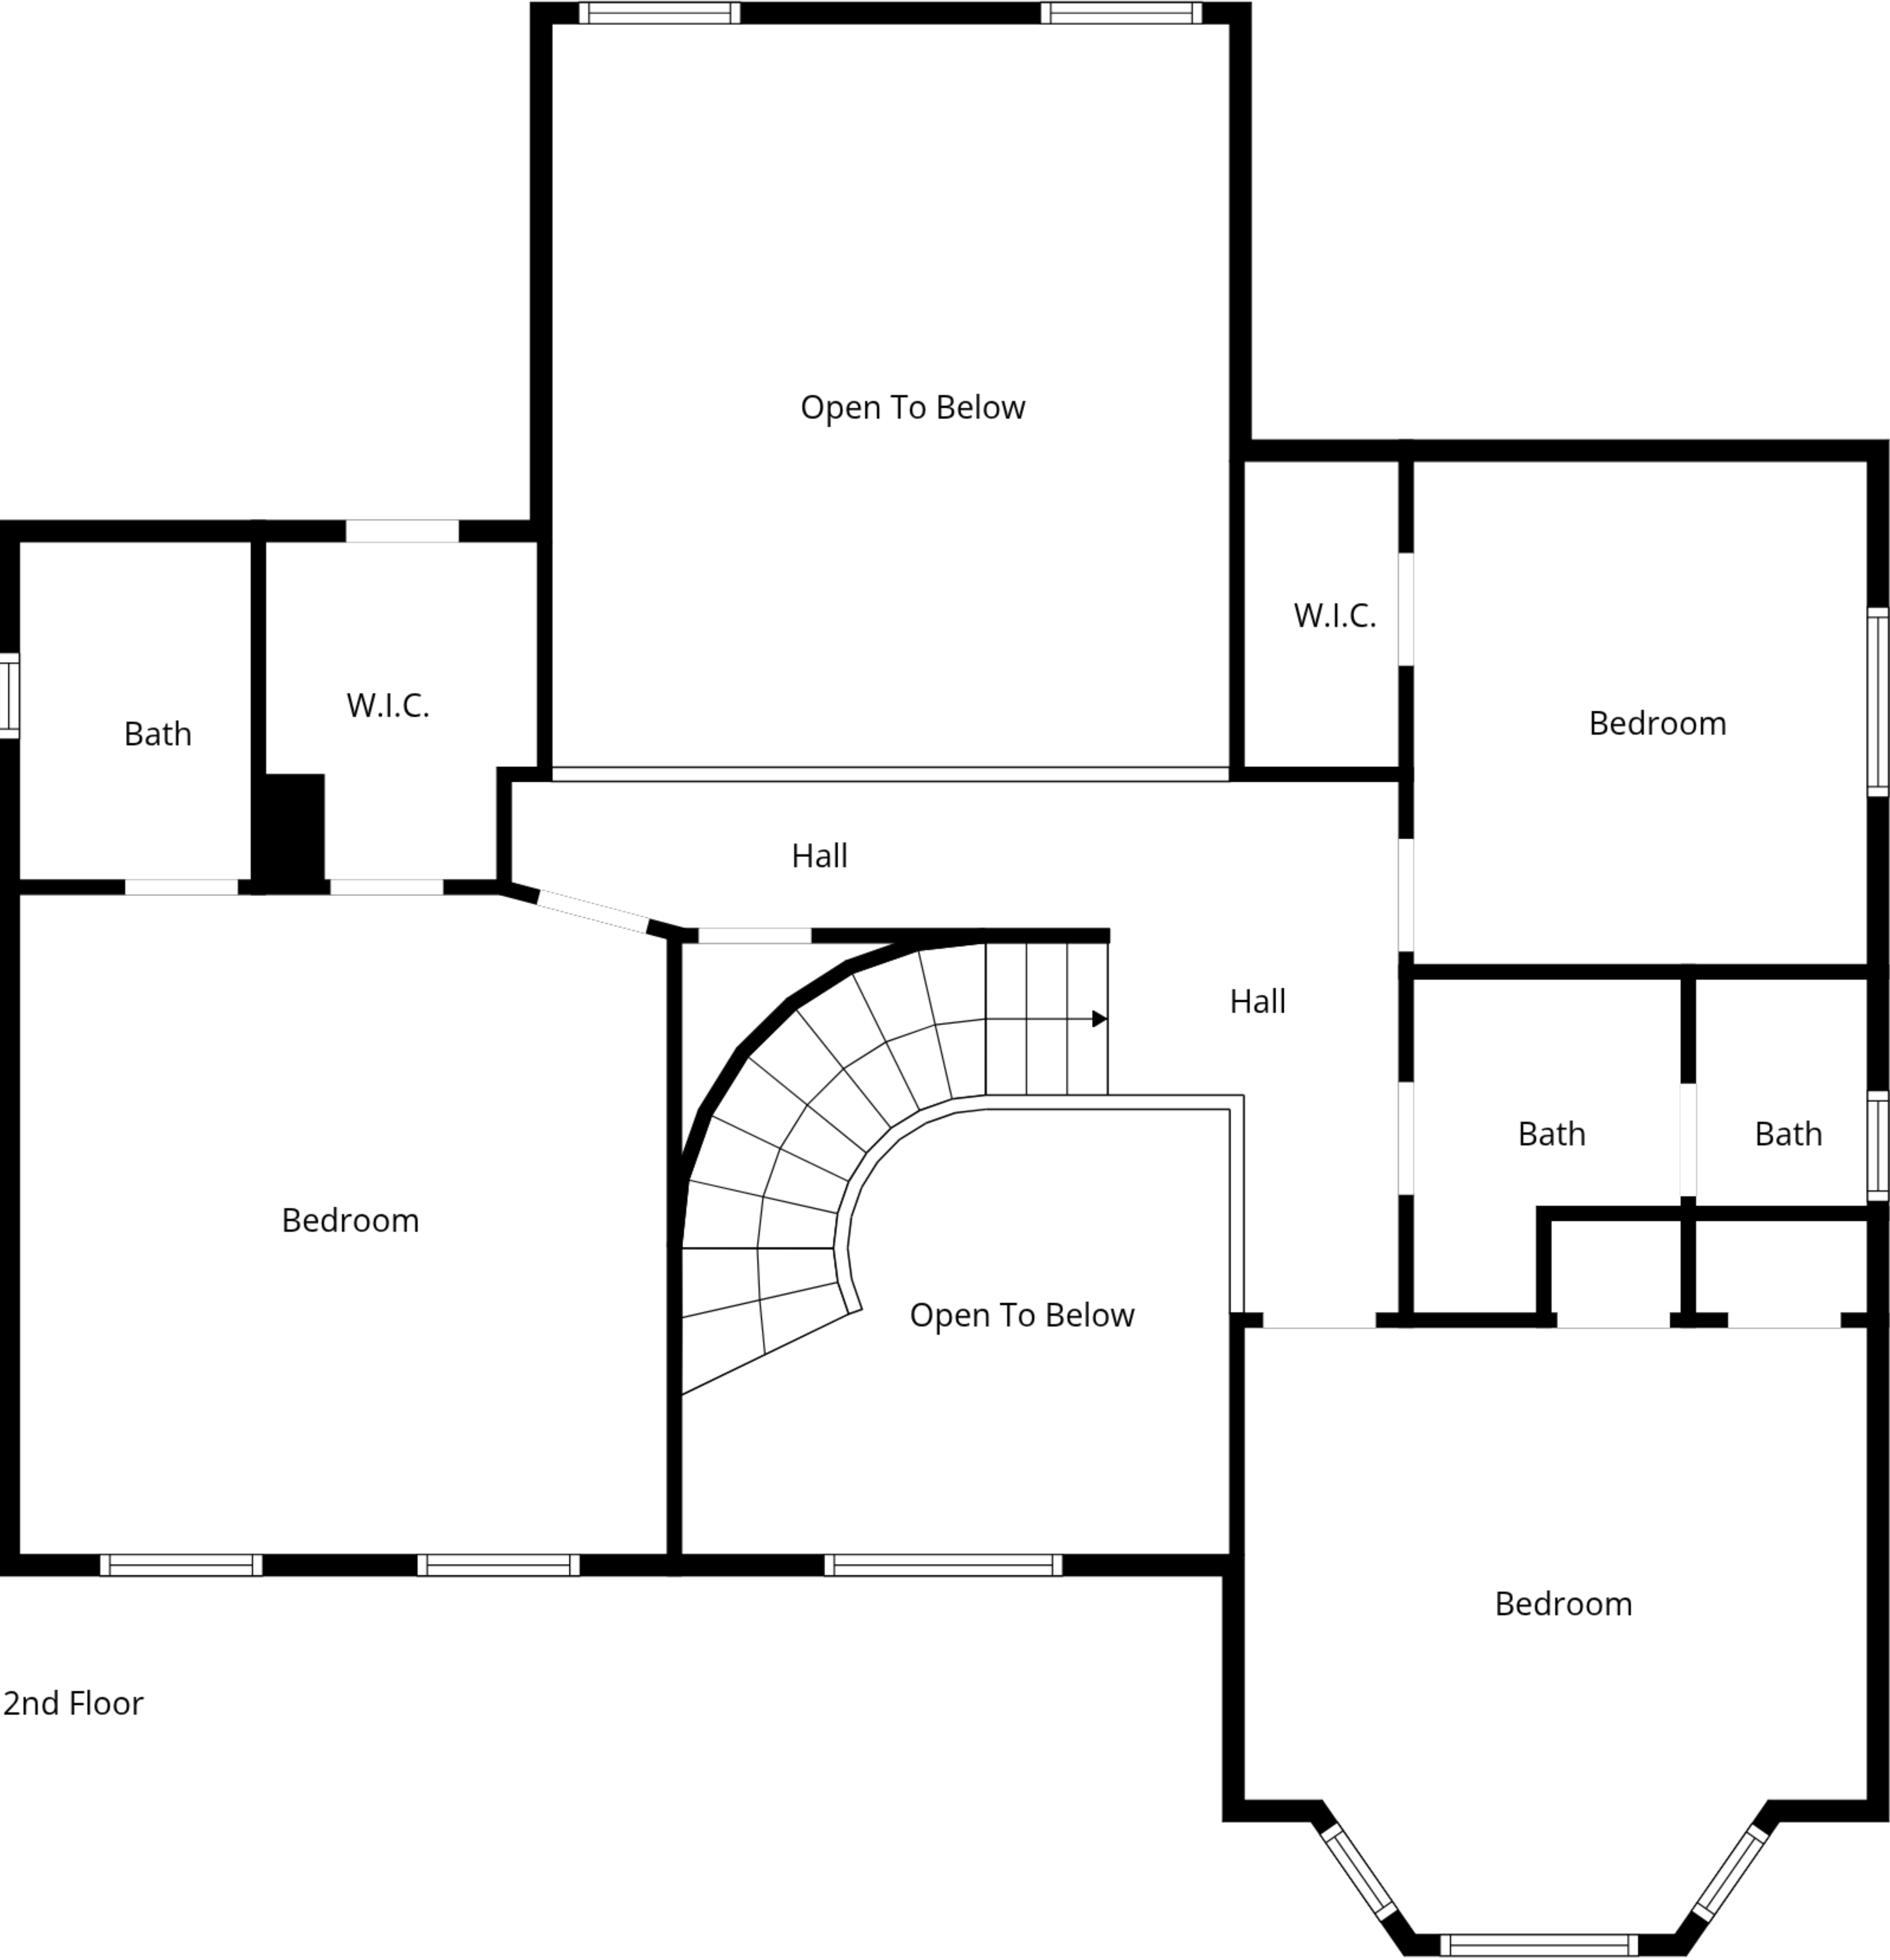 Open To Below
W.I.C.
W.I.C.
Bedroom
Bath
Hall
Hall
Bath
Bath
Bedroom
Open To Below
Bedroom
2nd Floor